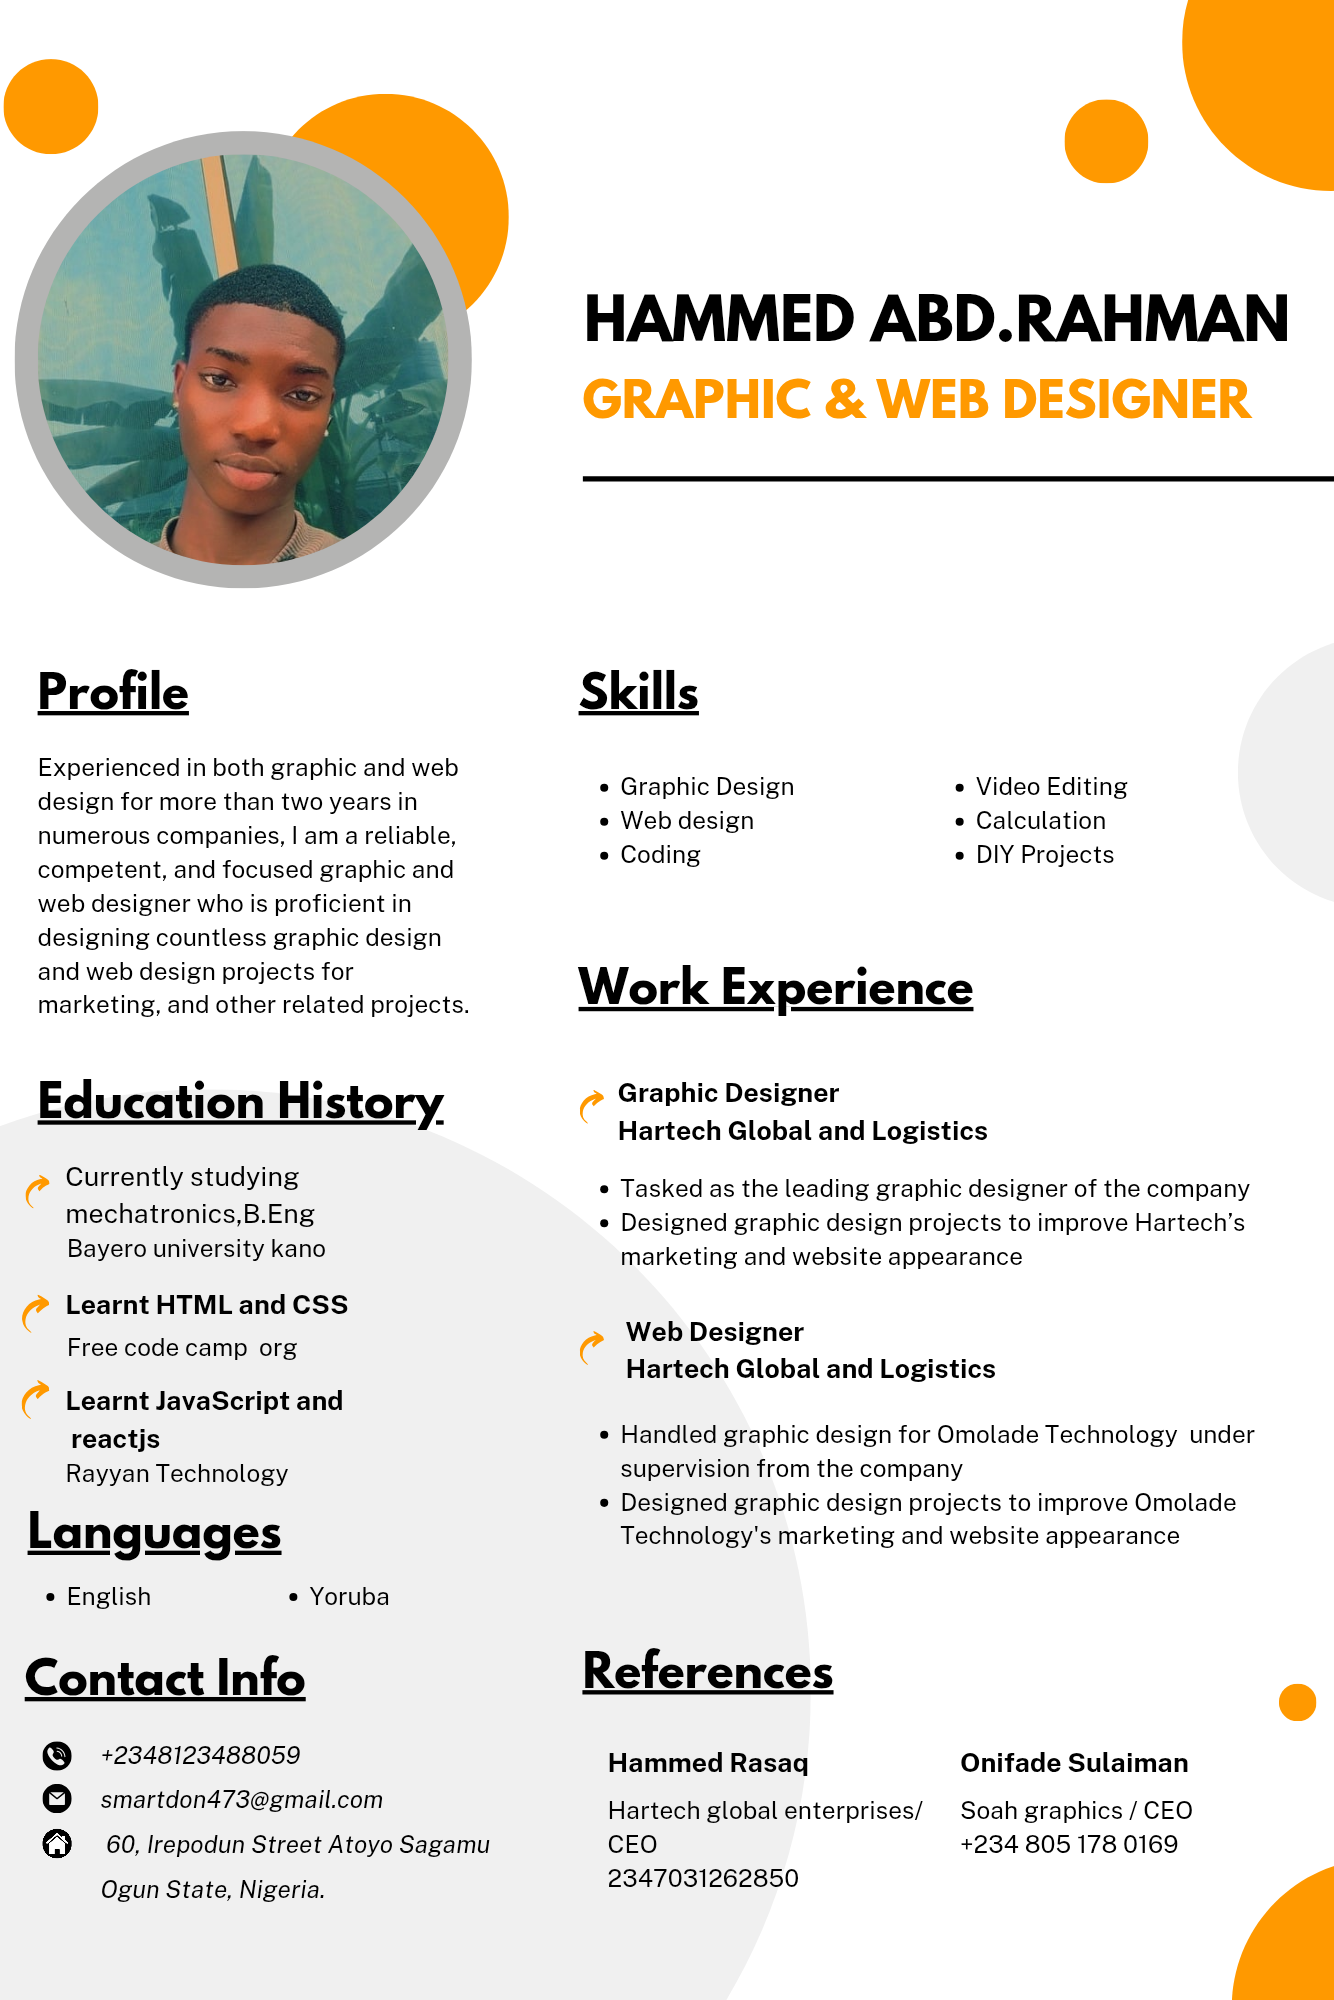 HAMMED ABD.RAHMAN
GRAPHIC & WEB DESIGNER
Profile
Experienced in both graphic and web
design for more than two years in
numerous companies, I am a reliable,
competent, and focused graphic and
web designer who is proficient in
designing countless graphic design
and web design projects for
marketing, and other related projects.
Education History
Currently studying
mechatronics,B.Eng
Bayero university kano
Learnt HTML and CSS
Free code camp  org
Learnt JavaScript and
reactjs
Rayyan Technology
Languages
• English
• Yoruba
Contact Info
+2348123488059
smartdon473@gmail.com
60, Irepodun Street Atoyo Sagamu
Ogun State, Nigeria.
Skills
• Graphic Design
• Web design
• Coding
• Video Editing
• Calculation
• DIY Projects
Work Experience
Graphic Designer
Hartech Global and Logistics
• Tasked as the leading graphic designer of the company
• Designed graphic design projects to improve Hartech’s
marketing and website appearance
Web Designer
Hartech Global and Logistics
• Handled graphic design for Omolade Technology  under
supervision from the company
• Designed graphic design projects to improve Omolade
Technology's marketing and website appearance
References
Hammed Rasaq
Hartech global enterprises/
CEO
2347031262850
Onifade Sulaiman
Soah graphics / CEO
+234 805 178 0169